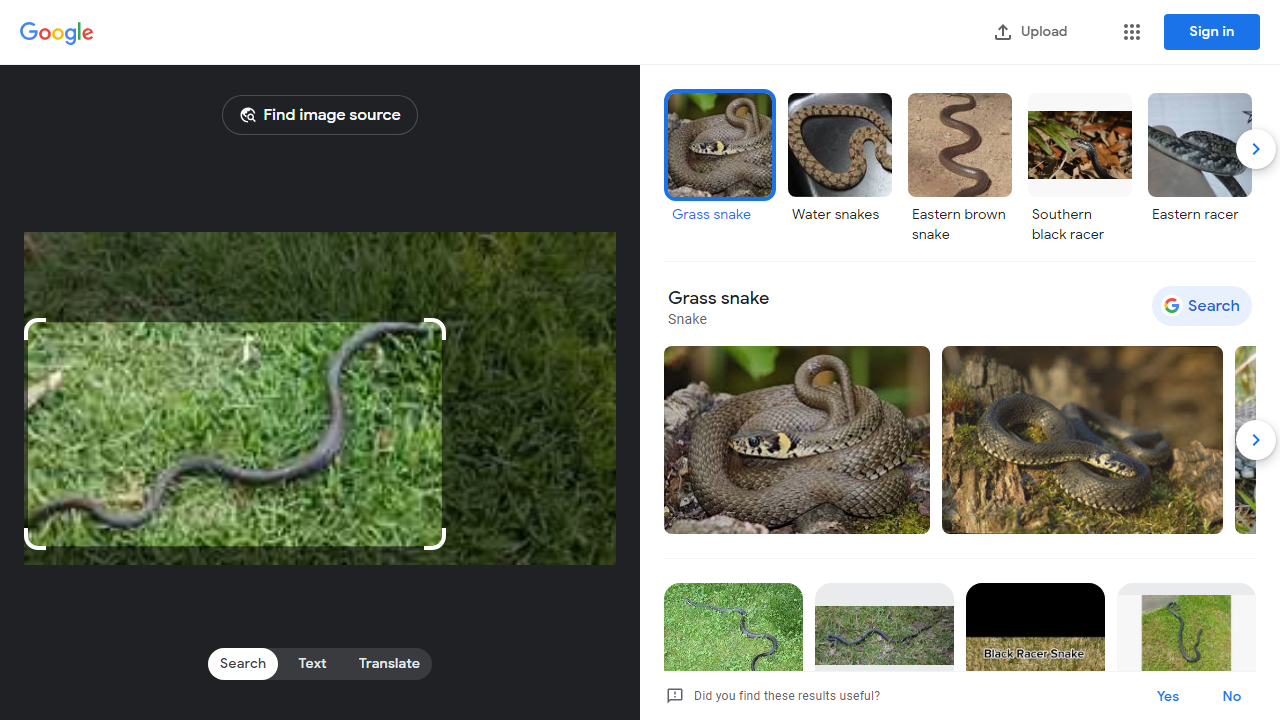 Google
Upload
Sign in
Find image source
Grass snake
Water snakes
Eastern brown
snake
Southern
black racer
Eastern racer
Grass snake
Snake
Search
Black Racer Snake
Search
Text
Translate
Did you find these results useful?
Yes
No